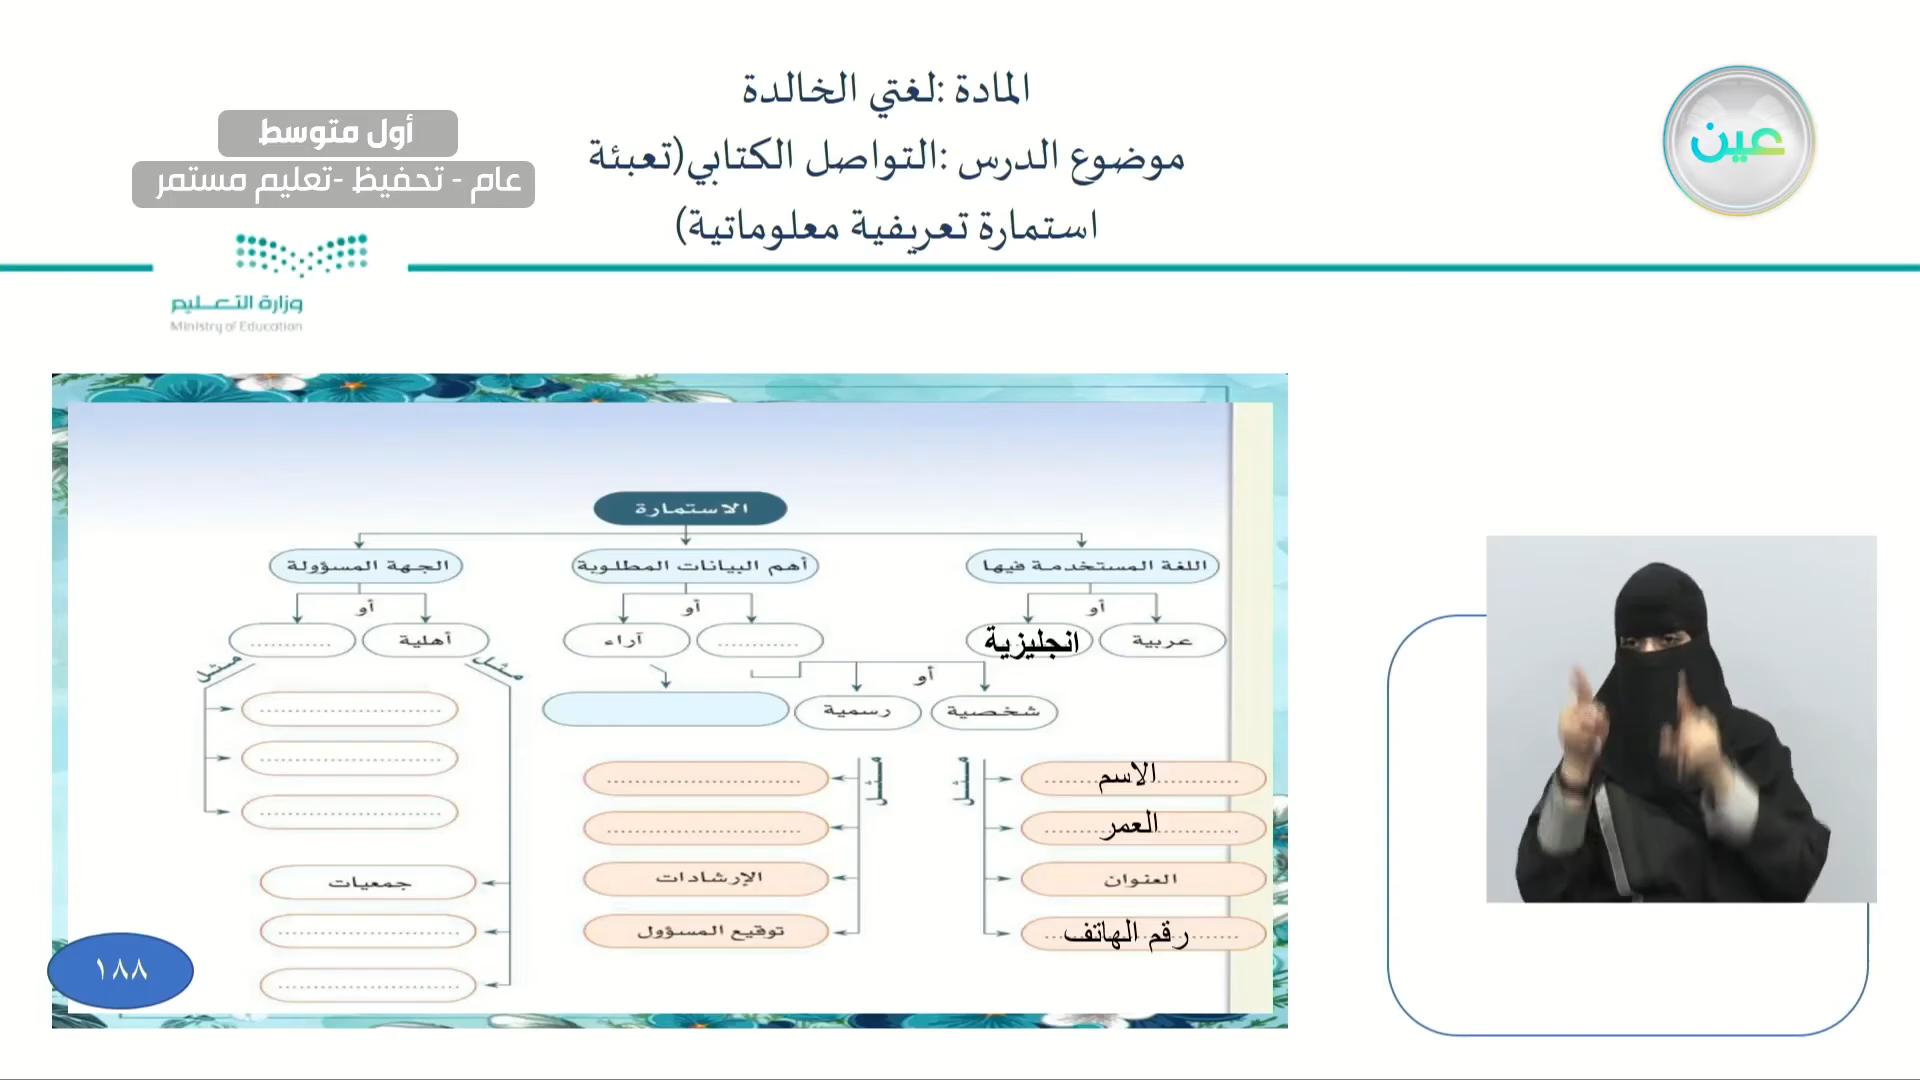 المادة :لغتي الخالدة
موضوع الدرس :التواصل الكتابي(تعبئة
استمارة تعريفية معلوماتية)
عين
أول متوسط
عام - تحفيظ -تعليم مستمر
وزارة التعليم
Ministry of Education
الاستمارة
اللغة المستخدمة فيها
أهم البيانات المطلوبة
الجهة المسؤولة
أو
أو
أو
عربية
انجليزية
............
آراء
أهلية
............
أو
مثل
مثل
شخصية
رسمية
مثل
مثل
الاسم
العمر
العنوان
رقم الهاتف
............
............
الإرشادات
توقيع المسؤول
............
............
............
جمعيات
............
............
١٨٨